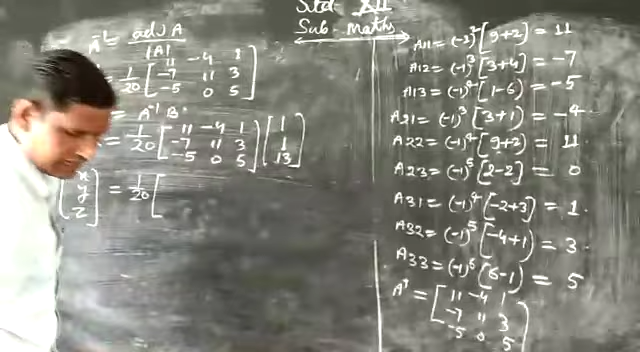 Std XII
Sub- maths
A⁻¹ = adj A / |A|
= 1/20 [11 -4 1
-7 11 3
-5 0 5]
= A⁻¹ B
= 1/20 [11 -4 1
-7 11 3
-5 0 5] [1
1
13]
[x
y
z] = 1/20 [
A11 = (-3)² [9+2] = 11
A12 = (-1)³ [3+4] = -7
A13 = (-1)⁴ [1-6] = -5
A21 = (-1)³ [3+1] = -4
A22 = (-1)⁴ [9+2] = 11
A23 = (-1)⁵ [2-2] = 0
A31 = (-1)⁴ [-2+3] = 1
A32 = (-1)⁵ [-4+1] = 3
A33 = (-1)⁶ [6-1] = 5
= [11 -4 1
-7 11 3
-5 0 5]